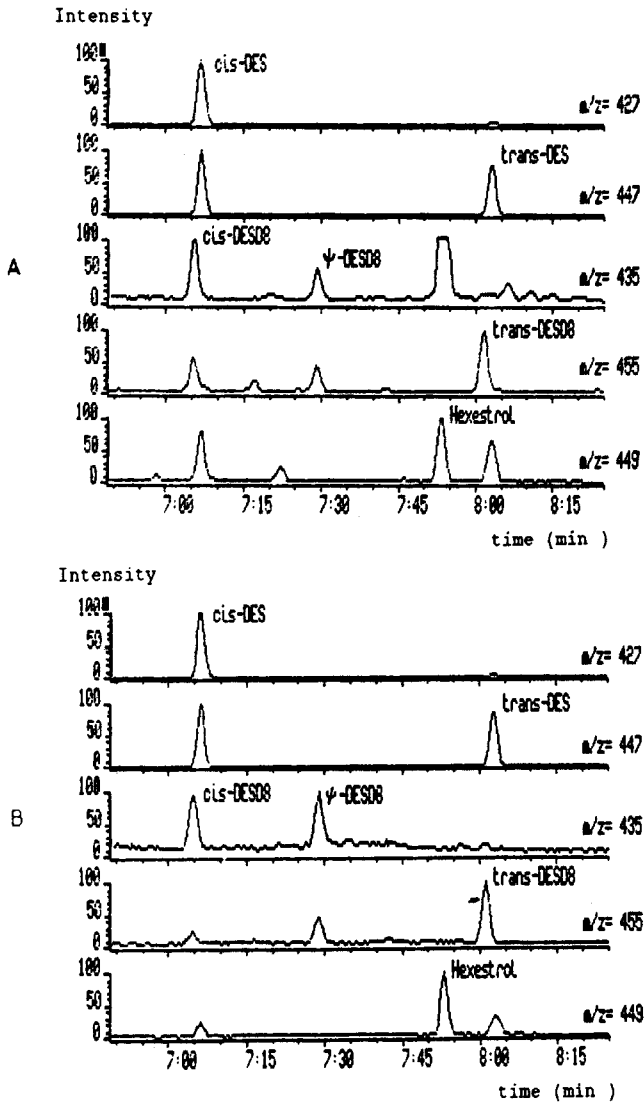 Intensity
100
50
0
cis-DES
m/z= 427
100
50
0
trans-DES
m/z= 447
A
100
50
0
cis-DESD8
ψ-DESD8
m/z= 435
100
50
0
trans-DESD8
m/z= 455
100
50
0
Hexestrol
m/z= 449
7:00 7:15 7:30 7:45 8:00 8:15
time (min )
Intensity
100
50
0
cis-DES
m/z= 427
100
50
0
trans-DES
m/z= 447
B
100
50
0
cis-DESD8
ψ-DESD8
m/z= 435
100
50
0
trans-DESD8
m/z= 455
100
50
0
Hexestrol
m/z= 449
7:00 7:15 7:30 7:45 8:00 8:15
time (min )